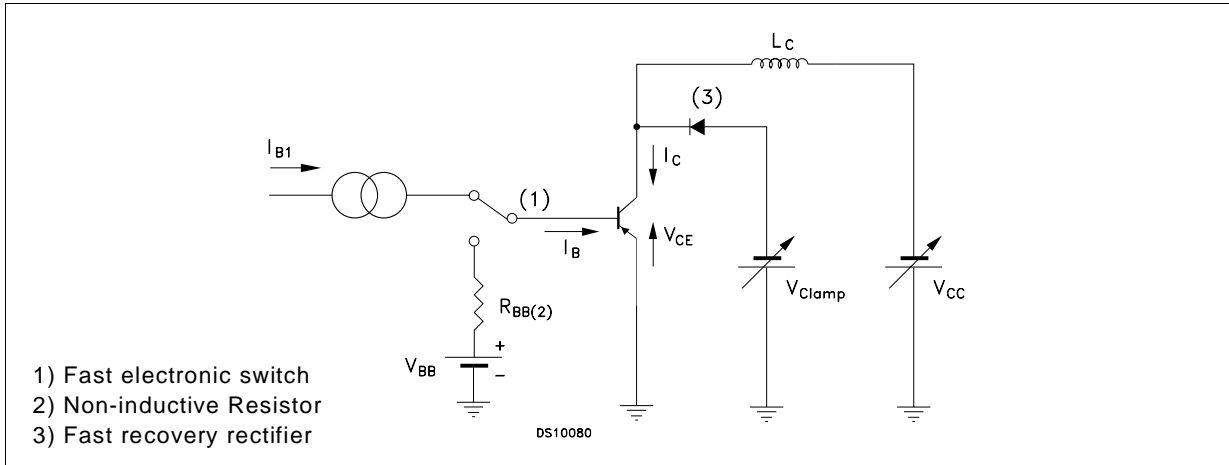 L_C
(3)
I_B1
I_C
(1)
I_B
V_CE
V_Clamp
V_CC
R_BB(2)
+
V_BB
−
1) Fast electronic switch
2) Non-inductive Resistor
3) Fast recovery rectifier
DS10080